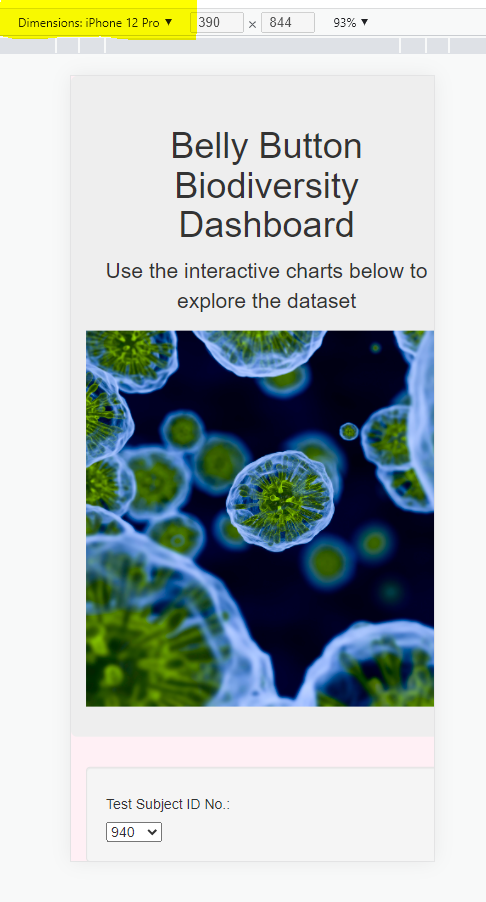 Dimensions: iPhone 12 Pro ▼ 390 × 844 93% ▼
Belly Button
Biodiversity
Dashboard
Use the interactive charts below to
explore the dataset
Test Subject ID No.:
940